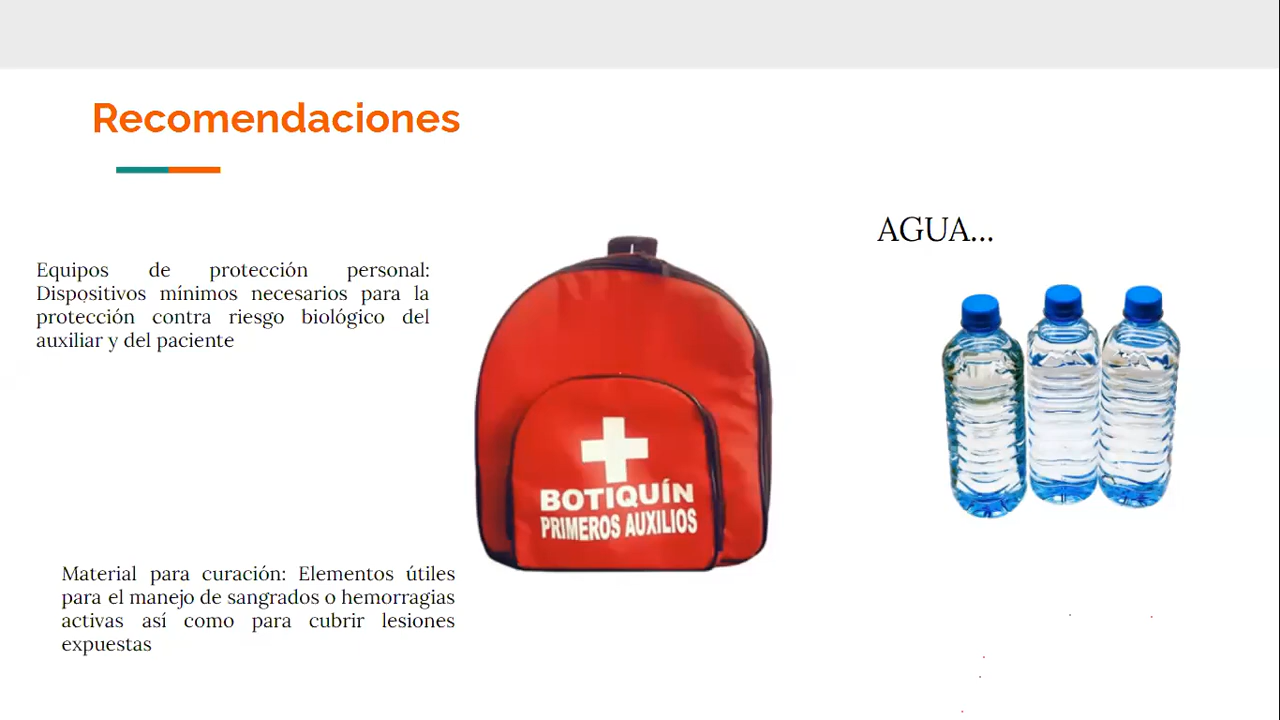 Recomendaciones
Equipos de protección personal:
Dispositivos mínimos necesarios para la
protección contra riesgo biológico del
auxiliar y del paciente
BOTIQUÍN
PRIMEROS AUXILIOS
AGUA...
Material para curación: Elementos útiles
para el manejo de sangrados o hemorragias
activas así como para cubrir lesiones
expuestas